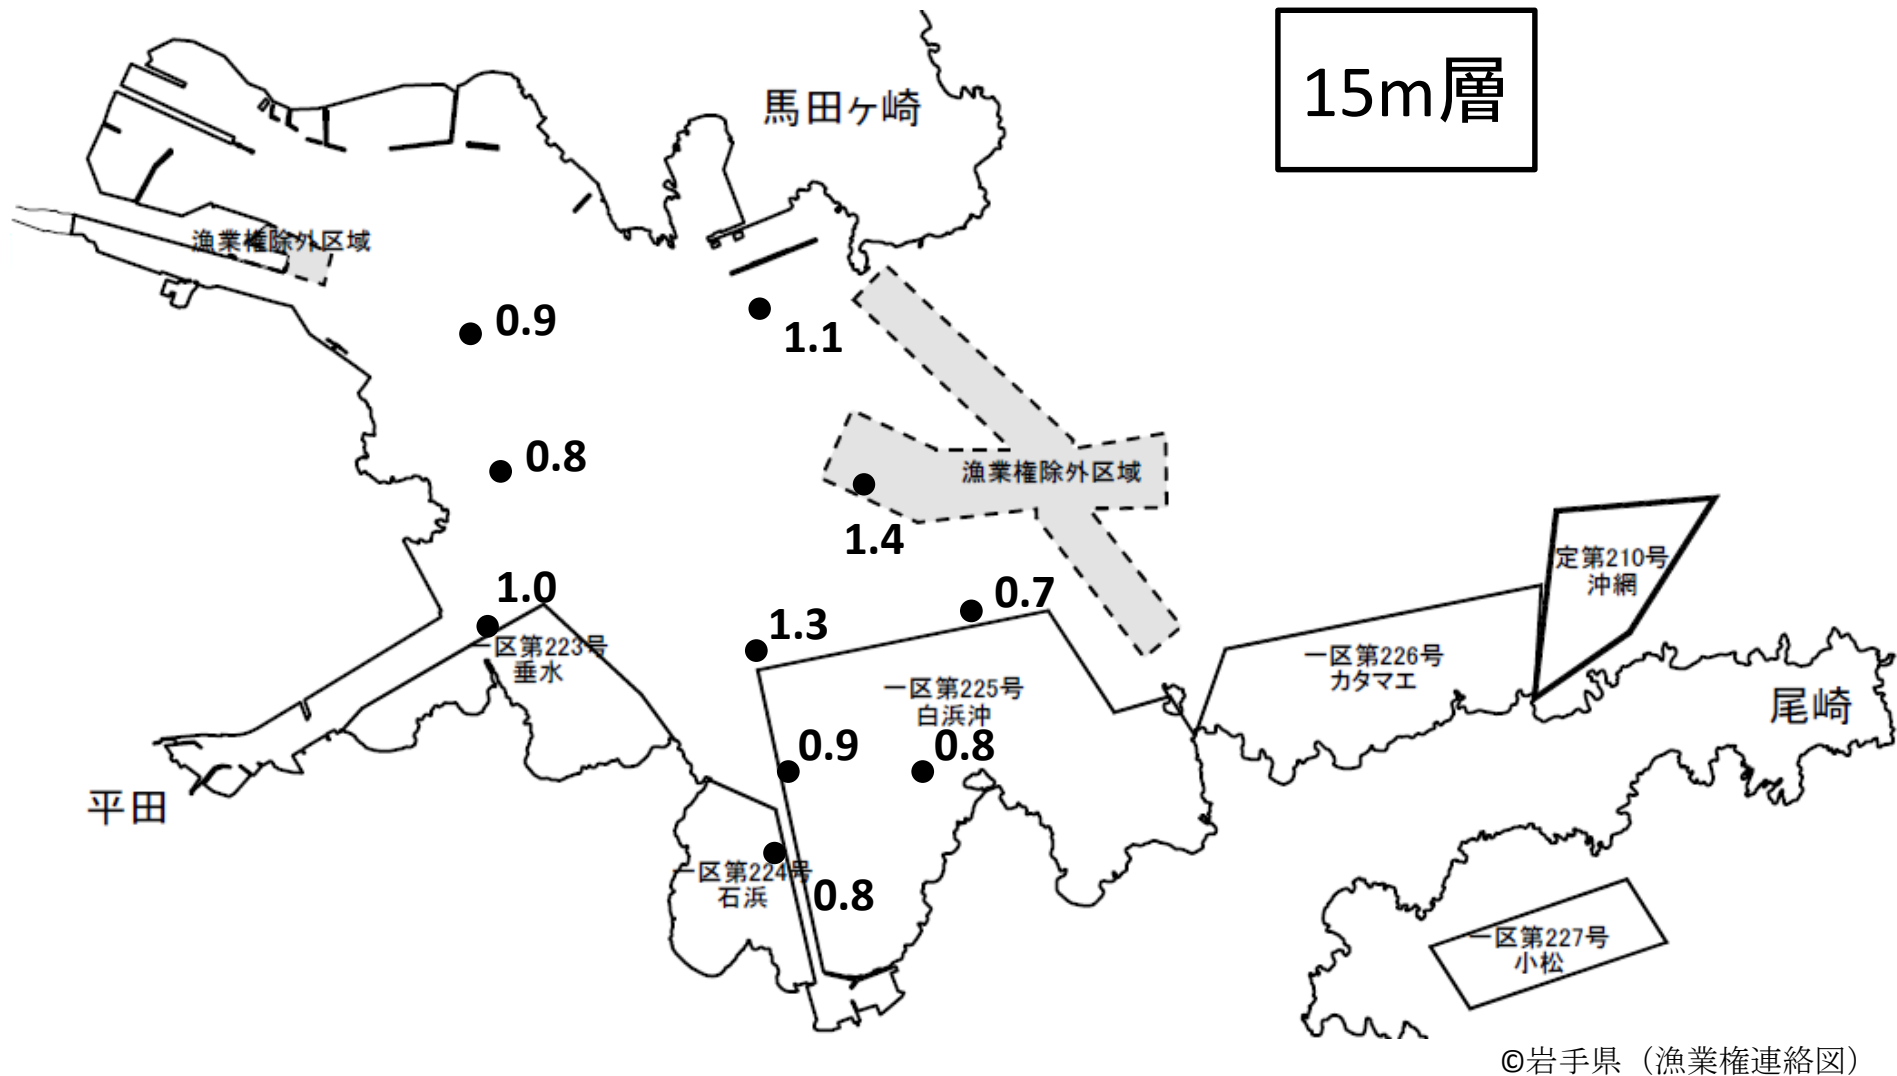 15m層
馬田ヶ崎
漁業権除外区域
0.9
1.1
0.8
漁業権除外区域
1.4
定第210号
沖網
1.0
0.7
1.3
一区第223号
垂水
一区第226号
カタマエ
一区第225号
白浜沖
尾崎
0.9
0.8
平田
一区第224号
石浜
0.8
一区第227号
小松
©岩手県（漁業権連絡図）